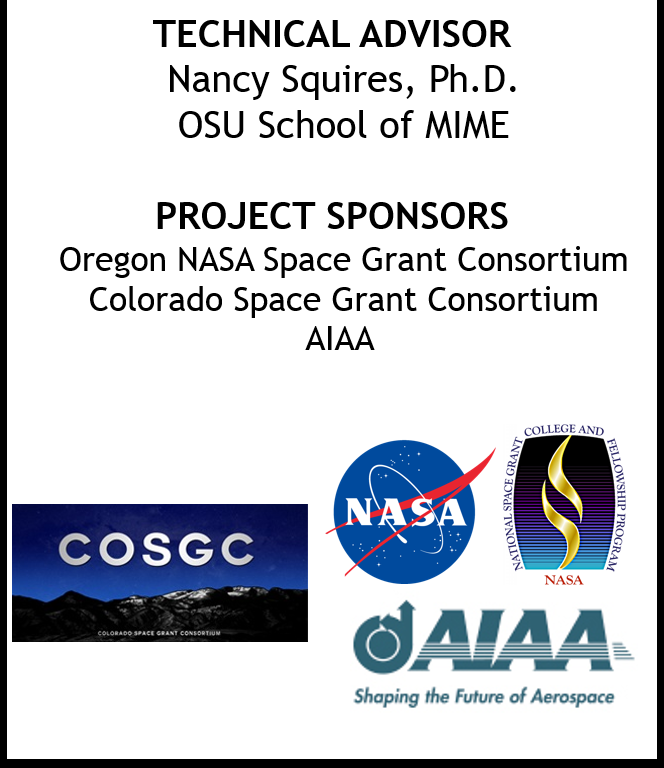 TECHNICAL ADVISOR
Nancy Squires, Ph.D.
OSU School of MIME
PROJECT SPONSORS
Oregon NASA Space Grant Consortium
Colorado Space Grant Consortium
AIAA
COSGC
COLORADO SPACE GRANT CONSORTIUM
NASA
NATIONAL SPACE GRANT COLLEGE AND FELLOWSHIP PROGRAM
NASA
AIAA
Shaping the Future of Aerospace